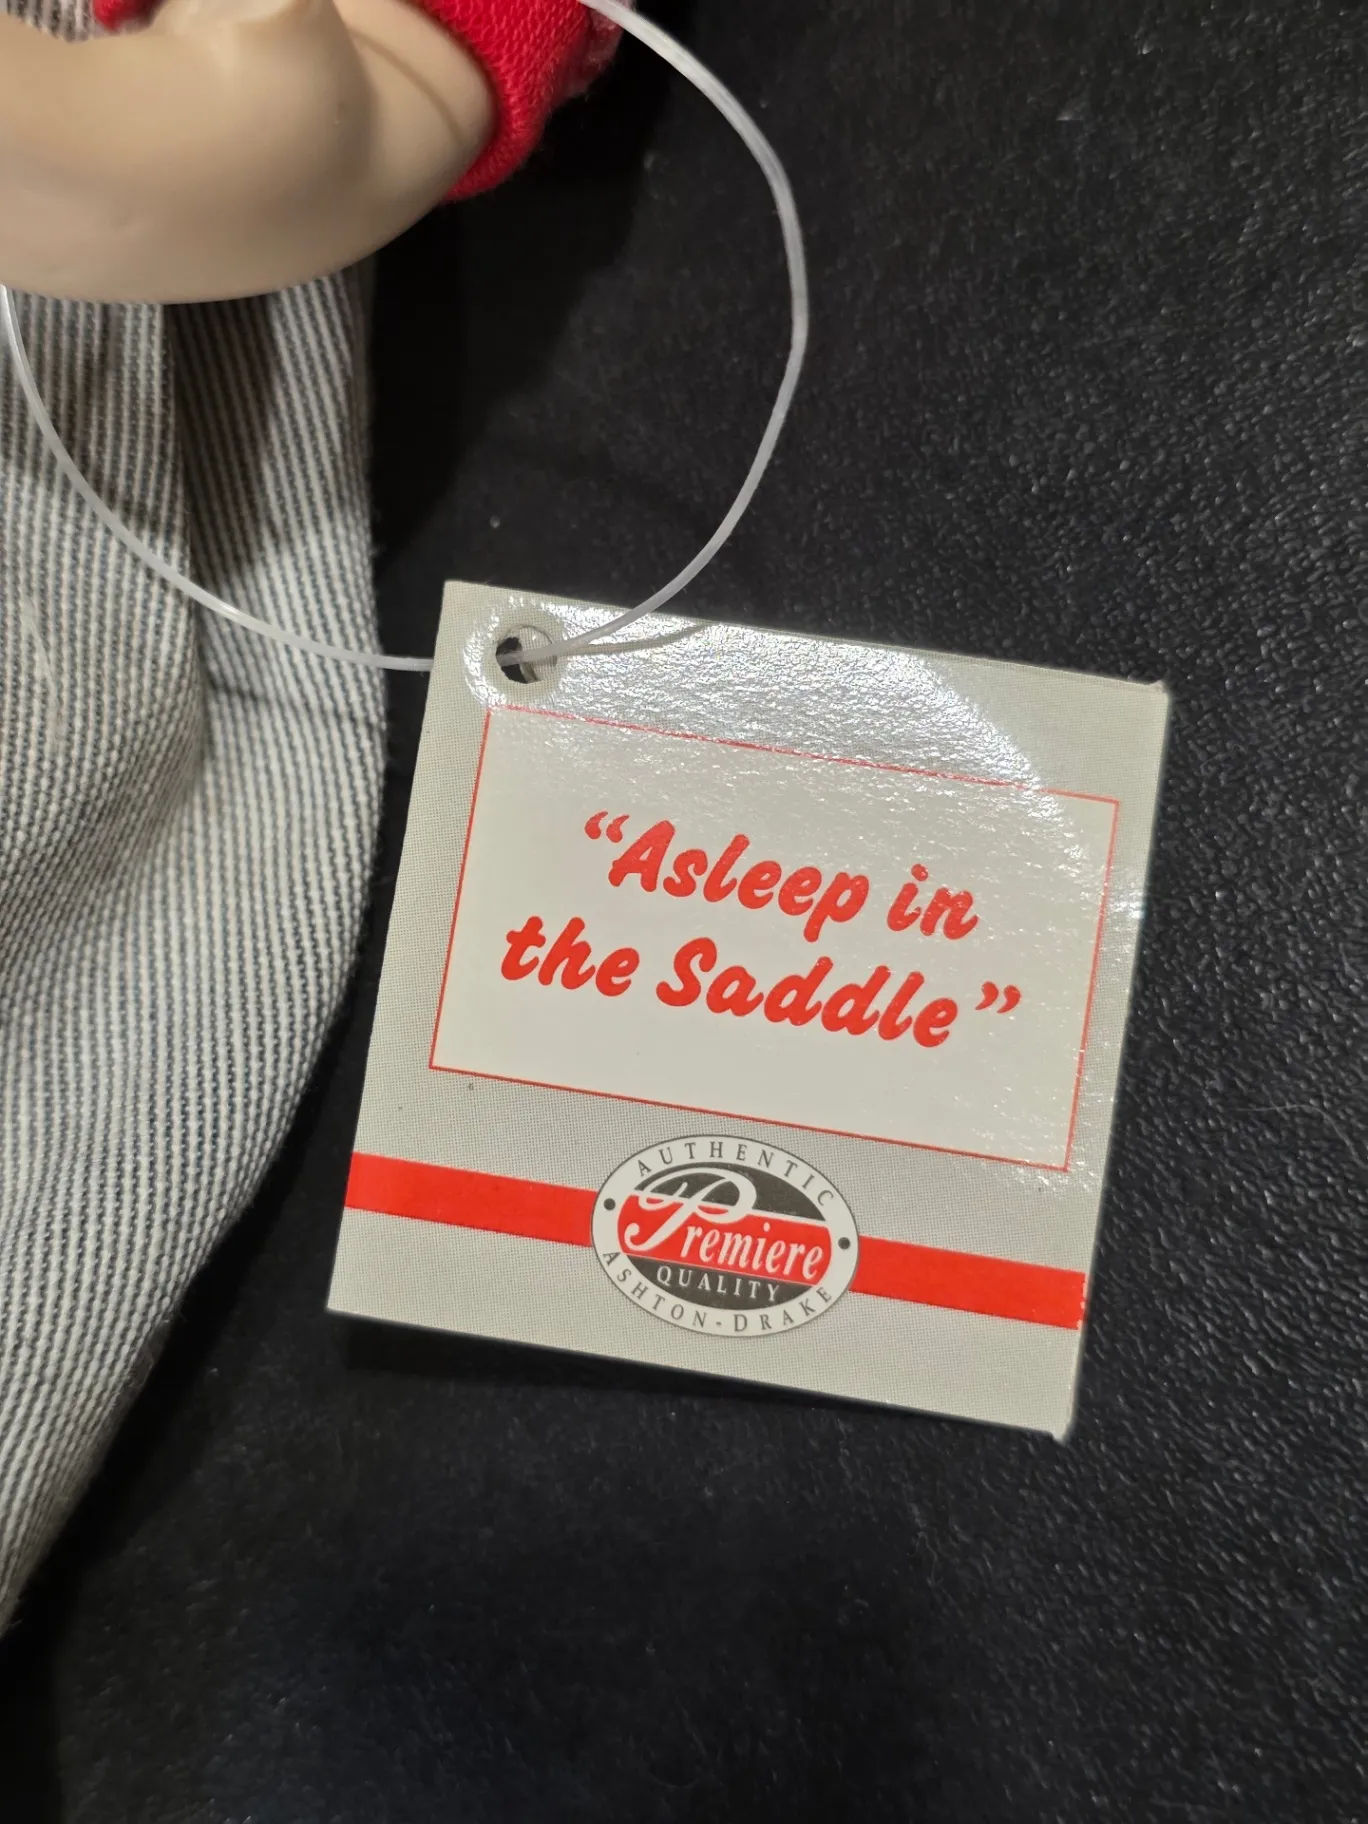 “Asleep in
the Saddle”
AUTHENTIC
Premiere
QUALITY
ASHTON-DRAKE